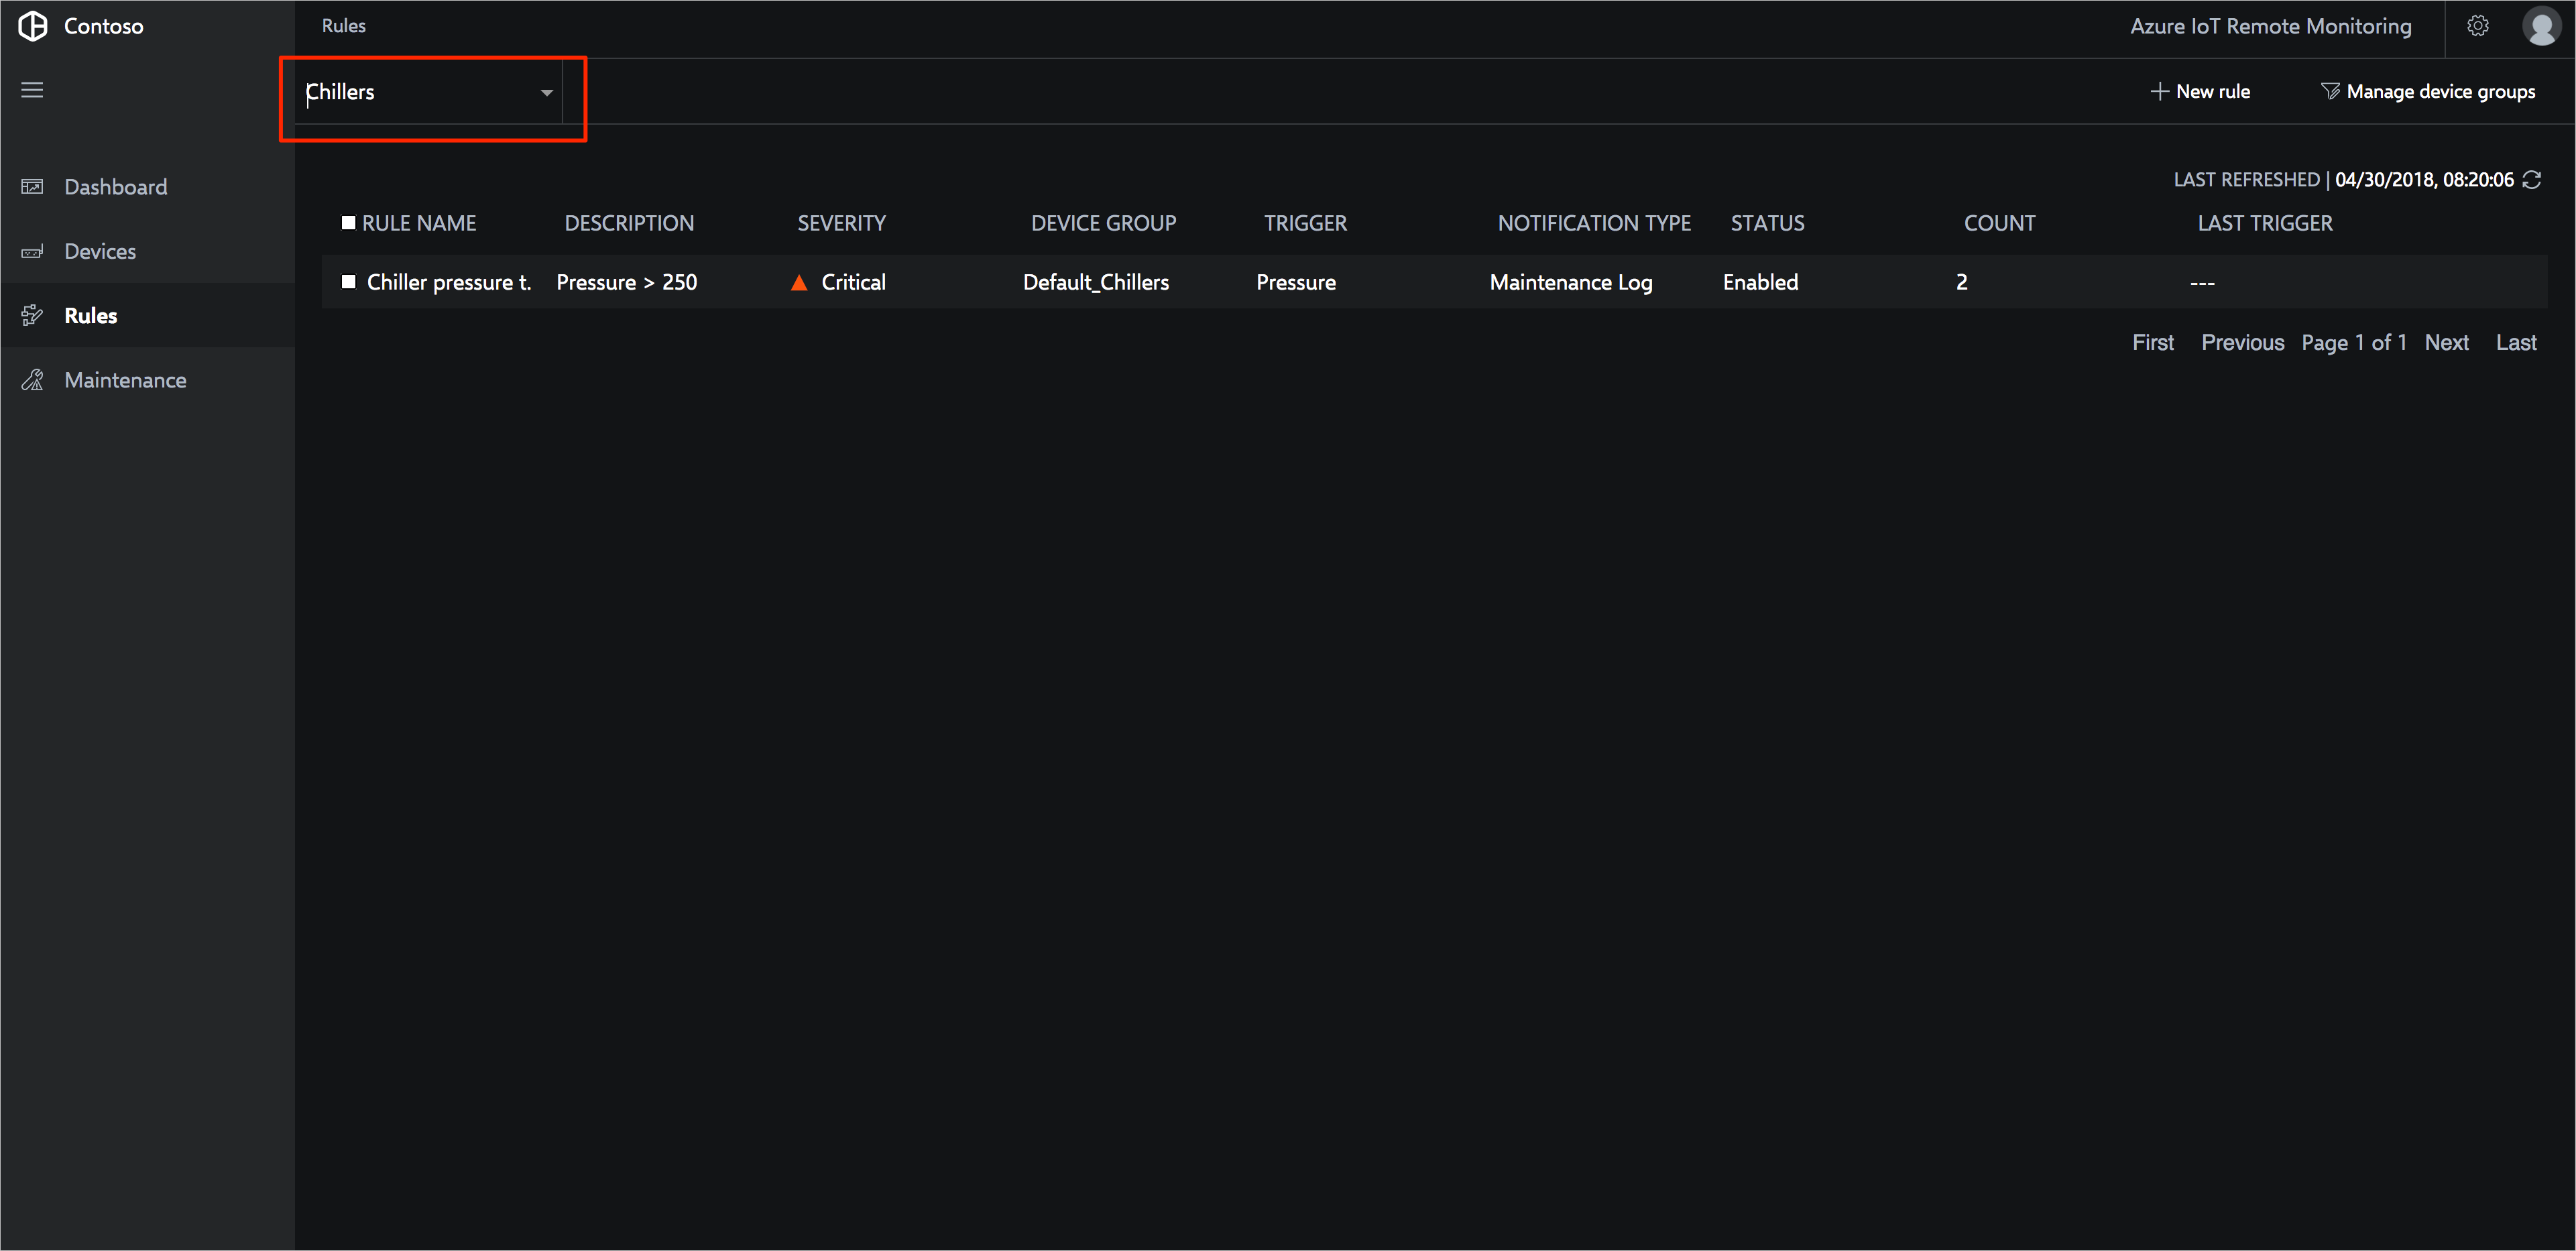 Contoso
Rules
Azure IoT Remote Monitoring
Chillers
New rule
Manage device groups
Dashboard
Devices
Rules
Maintenance
LAST REFRESHED | 04/30/2018, 08:20:06
RULE NAME DESCRIPTION SEVERITY DEVICE GROUP TRIGGER NOTIFICATION TYPE STATUS COUNT LAST TRIGGER
Chiller pressure t. Pressure > 250 Critical Default_Chillers Pressure Maintenance Log Enabled 2 ---
First Previous Page 1 of 1 Next Last